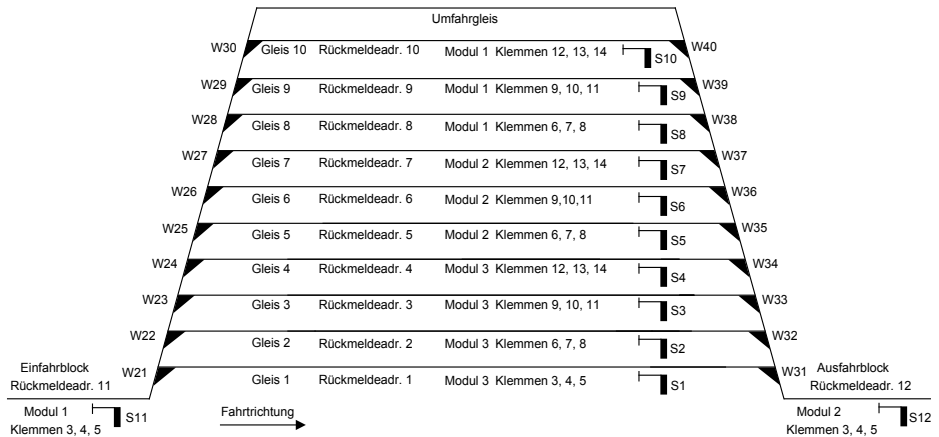 Umfahrgleis
W30 Gleis 10 Rückmeldeadr. 10 Modul 1 Klemmen 12, 13, 14 S10 W40
W29 Gleis 9 Rückmeldeadr. 9 Modul 1 Klemmen 9, 10, 11 S9 W39
W28 Gleis 8 Rückmeldeadr. 8 Modul 1 Klemmen 6, 7, 8 S8 W38
W27 Gleis 7 Rückmeldeadr. 7 Modul 2 Klemmen 12, 13, 14 S7 W37
W26 Gleis 6 Rückmeldeadr. 6 Modul 2 Klemmen 9,10,11 S6 W36
W25 Gleis 5 Rückmeldeadr. 5 Modul 2 Klemmen 6, 7, 8 S5 W35
W24 Gleis 4 Rückmeldeadr. 4 Modul 3 Klemmen 12, 13, 14 S4 W34
W23 Gleis 3 Rückmeldeadr. 3 Modul 3 Klemmen 9, 10, 11 S3 W33
W22 Gleis 2 Rückmeldeadr. 2 Modul 3 Klemmen 6, 7, 8 S2 W32
W21 Gleis 1 Rückmeldeadr. 1 Modul 3 Klemmen 3, 4, 5 S1 W31
Einfahrblock
Rückmeldeadr. 11
Modul 1 S11
Klemmen 3, 4, 5
Fahrtrichtung
Ausfahrblock
Rückmeldeadr. 12
Modul 2 S12
Klemmen 3, 4, 5